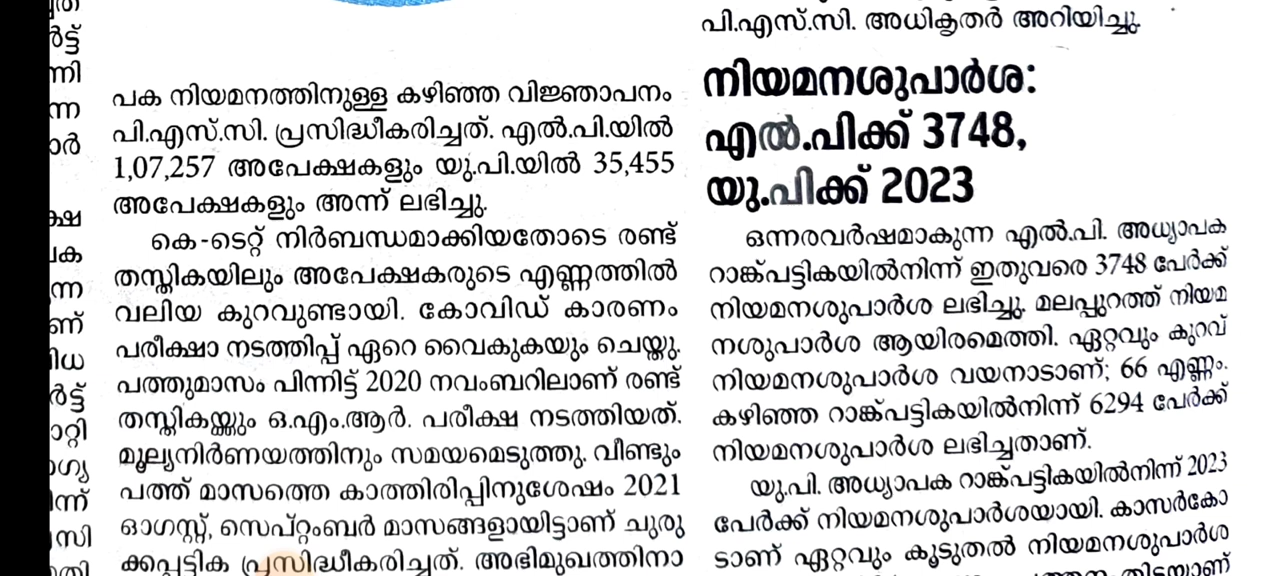 പക നിയമനത്തിനുള്ള കഴിഞ്ഞ വിജ്ഞാപനം
പി.എസ്.സി. പ്രസിദ്ധീകരിച്ചത്. എൽ.പി.യിൽ
1,07,257 അപേക്ഷകളും യു.പി.യിൽ 35,455
അപേക്ഷകളും അന്ന് ലഭിച്ചു.
കെ-ടെറ്റ് നിർബന്ധമാക്കിയതോടെ രണ്ട്
തസ്തികയിലും അപേക്ഷകരുടെ എണ്ണത്തിൽ
വലിയ കുറവുണ്ടായി. കോവിഡ് കാരണം
പരീക്ഷാ നടത്തിപ്പ് ഏറെ വൈകുകയും ചെയ്തു.
പത്തുമാസം പിന്നിട്ട് 2020 നവംബറിലാണ് രണ്ട്
തസ്തികയ്ക്കും ഒ.എം.ആർ. പരീക്ഷ നടത്തിയത്.
മൂല്യനിർണയത്തിനും സമയമെടുത്തു. വീണ്ടും
പത്ത് മാസത്തെ കാത്തിരിപ്പിനുശേഷം 2021
ഓഗസ്റ്റ്, സെപ്റ്റംബർ മാസങ്ങളായിട്ടാണ് ചുരു
ക്കപ്പട്ടിക പ്രസിദ്ധീകരിച്ചത്. അഭിമുഖത്തിനാ
പി.എസ്.സി. അധികൃതർ അറിയിച്ചു.
നിയമനശുപാർശ:
എൽ.പിക്ക് 3748,
യു.പിക്ക് 2023
ഒന്നരവർഷമാകുന്ന എൽ.പി. അധ്യാപക
റാങ്ക്പട്ടികയിൽനിന്ന് ഇതുവരെ 3748 പേർക്ക്
നിയമനശുപാർശ ലഭിച്ചു. മലപ്പുറത്ത് നിയമ
നശുപാർശ ആയിരമെത്തി. ഏറ്റവും കുറവ്
നിയമനശുപാർശ വയനാടാണ്; 66 എണ്ണം.
കഴിഞ്ഞ റാങ്ക്പട്ടികയിൽനിന്ന് 6294 പേർക്ക്
നിയമനശുപാർശ ലഭിച്ചതാണ്.
യു.പി. അധ്യാപക റാങ്ക്പട്ടികയിൽനിന്ന് 2023
പേർക്ക് നിയമനശുപാർശയായി. കാസർകോ
ടാണ് ഏറ്റവും കൂടുതൽ നിയമനശുപാർശ